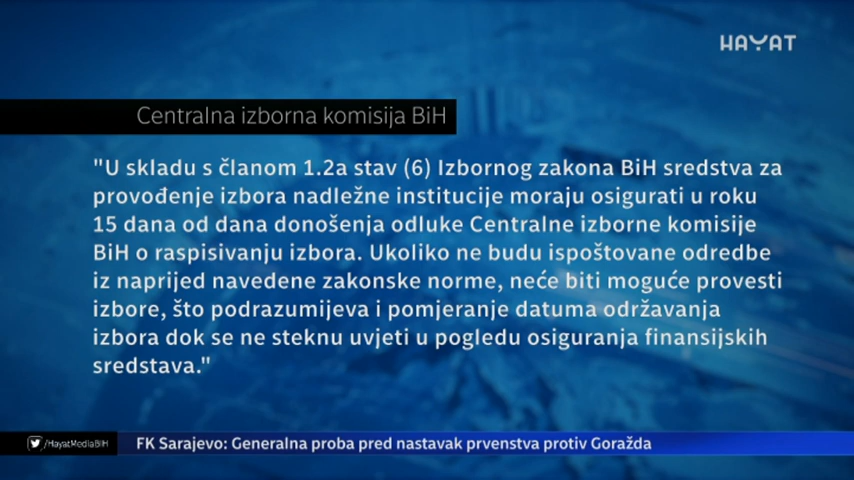 HAYAT
Centralna izborna komisija BiH
"U skladu s članom 1.2a stav (6) Izbornog zakona BiH sredstva za
provođenje izbora nadležne institucije moraju osigurati u roku
15 dana od dana donošenja odluke Centralne izborne komisije
BiH o raspisivanju izbora. Ukoliko ne budu ispoštovane odredbe
iz naprijed navedene zakonske norme, neće biti moguće provesti
izbore, što podrazumijeva i pomjeranje datuma održavanja
izbora dok se ne steknu uvjeti u pogledu osiguranja finansijskih
sredstava."
/HayatMediaBIH
FK Sarajevo: Generalna proba pred nastavak prvenstva protiv Goražda